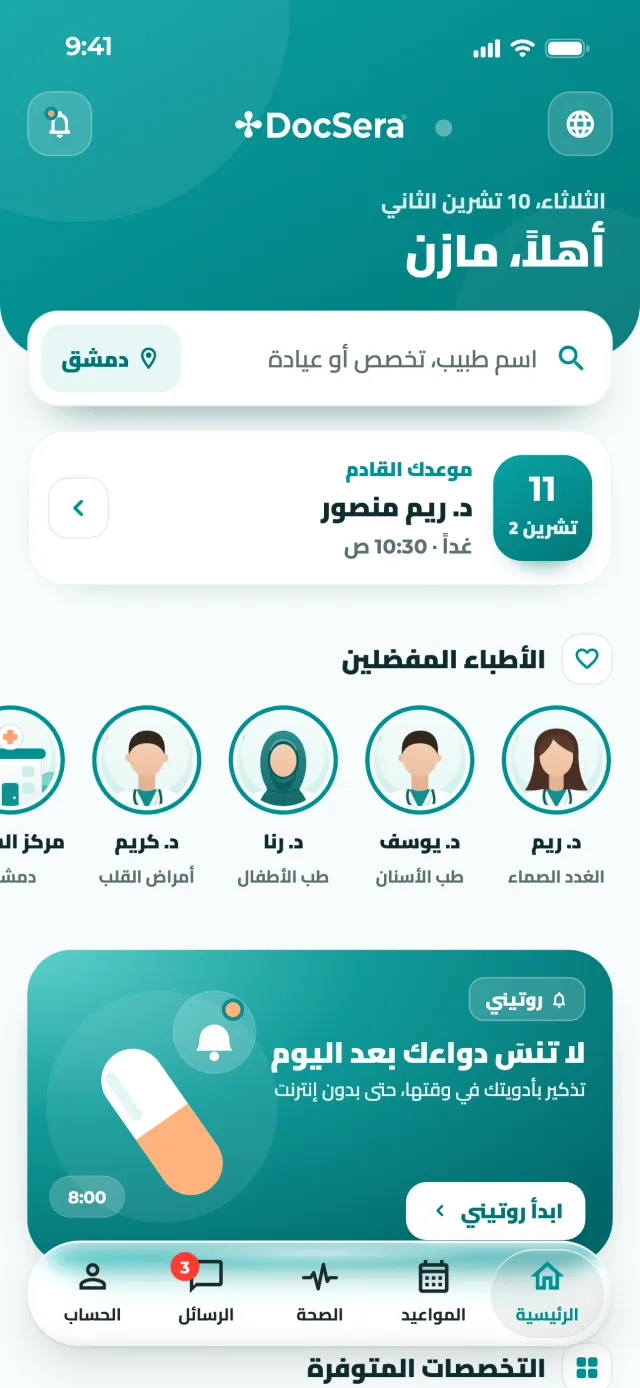 9:41
DocSera
الثلاثاء، 10 تشرين الثاني
أهلاً، مازن
اسم طبيب، تخصص أو عيادة
دمشق
11
تشرين 2
موعدك القادم
د. ريم منصور
غداً · 10:30 ص
الأطباء المفضلين
د. ريم
الغدد الصماء
د. يوسف
طب الأسنان
د. رنا
طب الأطفال
د. كريم
أمراض القلب
مركز
روتيني
لا تنسَ دواءك بعد اليوم
تذكير بأدويتك في وقتها، حتى بدون إنترنت
8:00
ابدأ روتيني
الرئيسية
المواعيد
الصحة
3
الرسائل
الحساب
التخصصات المتوفرة